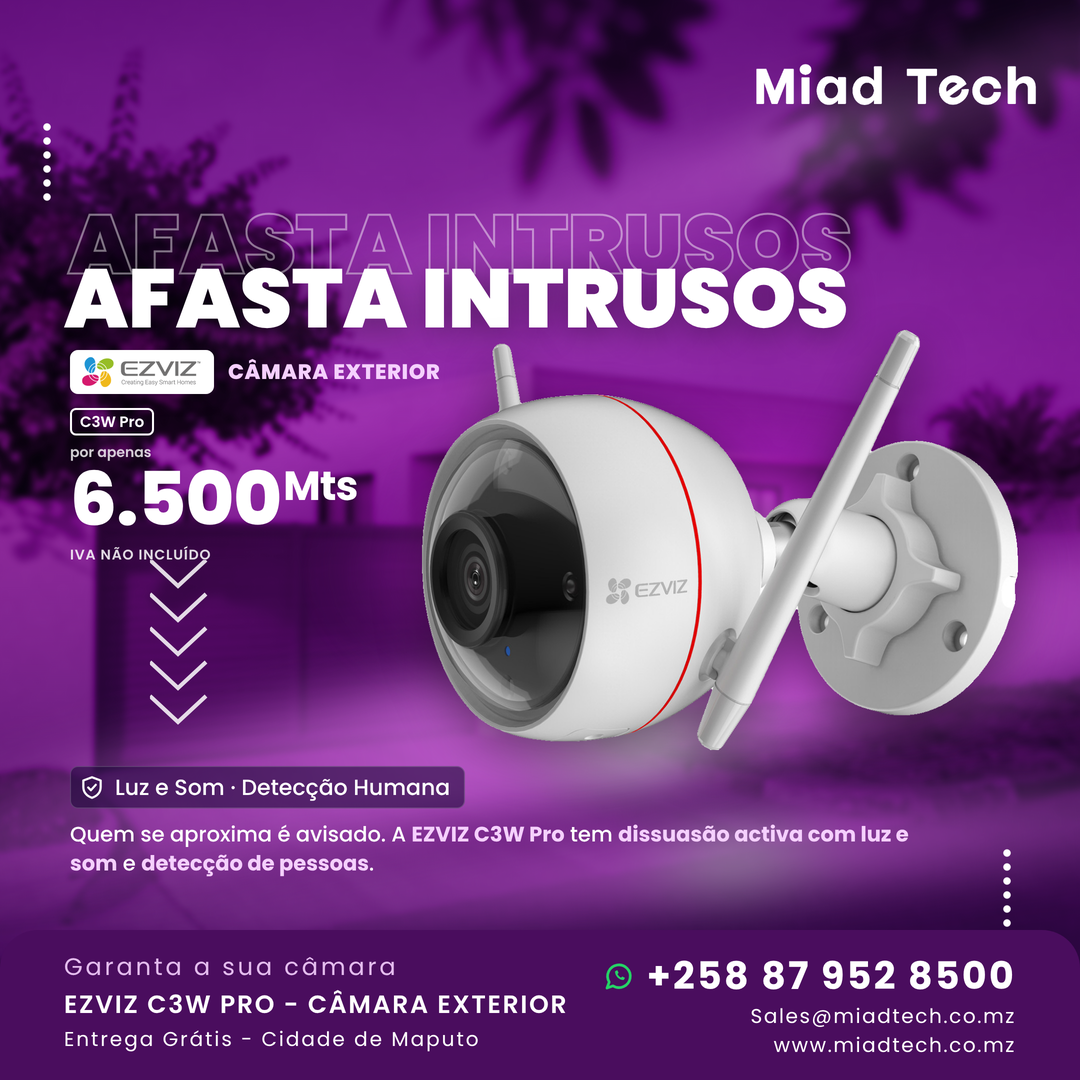 Miad Tech
AFASTA INTRUSOS
AFASTA INTRUSOS
EZVIZ™
Creating Easy Smart Homes
CÂMARA EXTERIOR
C3W Pro
por apenas
6.500Mts
IVA NÃO INCLUÍDO
EZVIZ
Luz e Som · Detecção Humana
Quem se aproxima é avisado. A EZVIZ C3W Pro tem dissuasão activa com luz e
som e detecção de pessoas.
Garanta a sua câmara
EZVIZ C3W PRO – CÂMARA EXTERIOR
Entrega Grátis – Cidade de Maputo
+258 87 952 8500
Sales@miadtech.co.mz
www.miadtech.co.mz